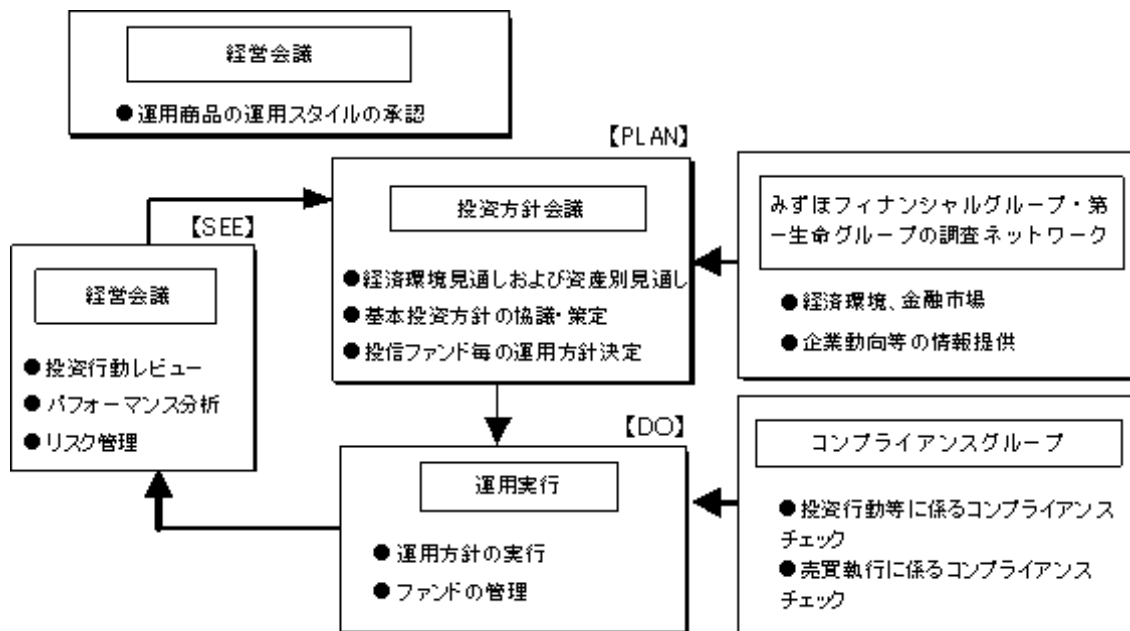 経営会議
●運用商品の運用スタイルの承認
【PLAN】
投資方針会議
●経済環境見通しおよび資産別見通し
●基本投資方針の協議・策定
●投信ファンド毎の運用方針決定
みずほフィナンシャルグループ・第
一生命グループの調査ネットワーク
●経済環境、金融市場
●企業動向等の情報提供
【SEE】
経営会議
●投資行動レビュー
●パフォーマンス分析
●リスク管理
【DO】
運用実行
●運用方針の実行
●ファンドの管理
コンプライアンスグループ
●投資行動等に係るコンプライアンス
チェック
●売買執行に係るコンプライアンス
チェック